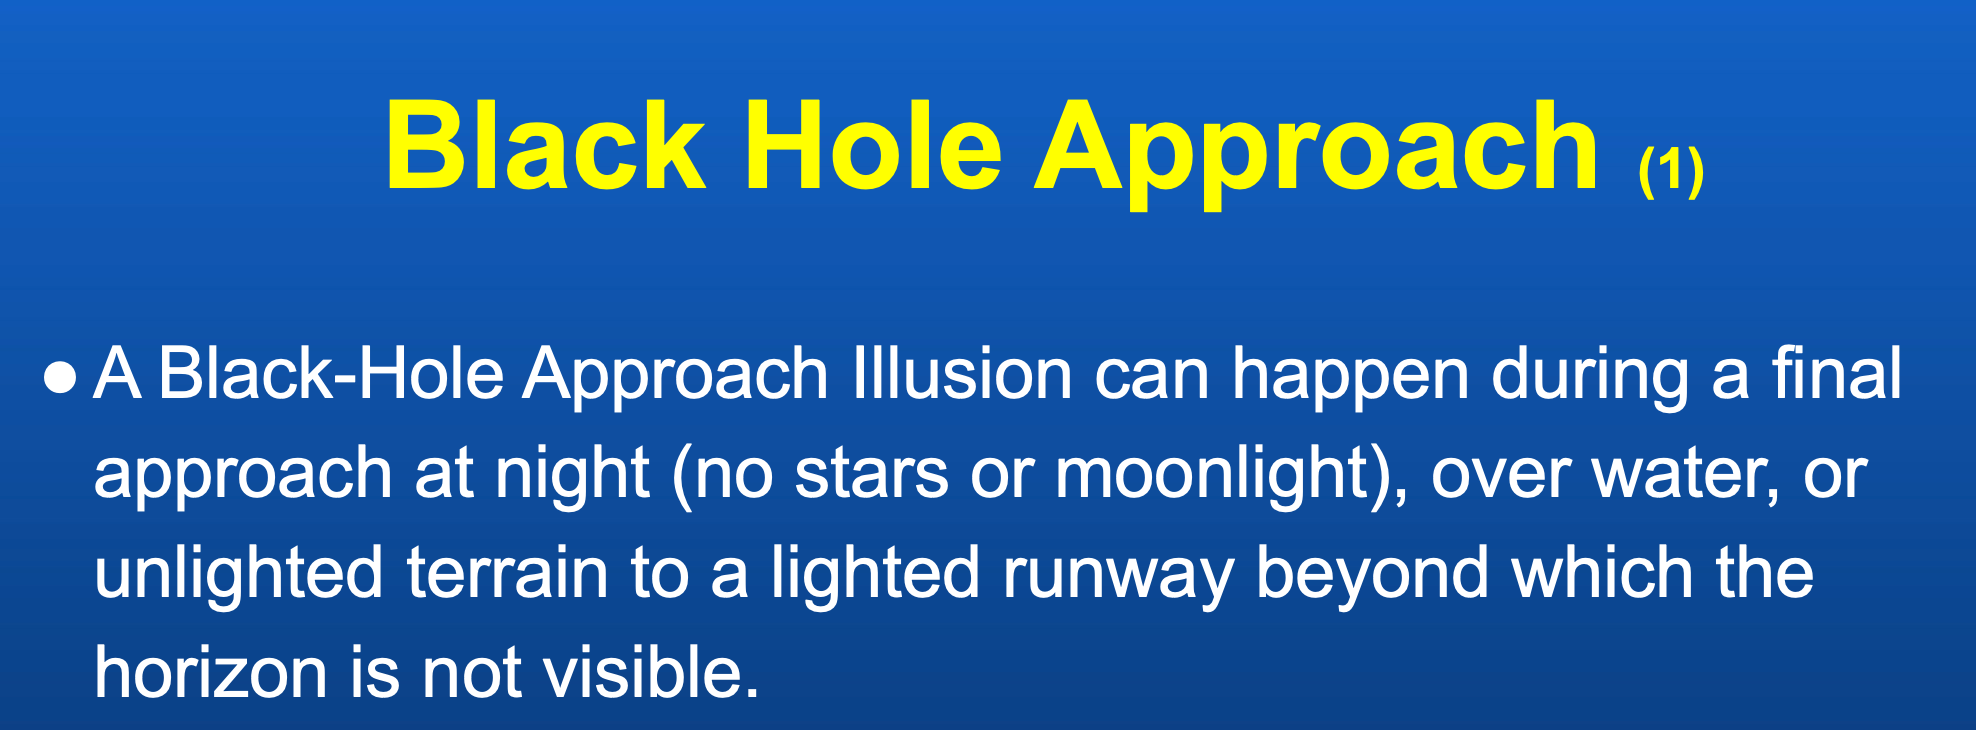 Black Hole Approach (1)
● A Black-Hole Approach Illusion can happen during a final
approach at night (no stars or moonlight), over water, or
unlighted terrain to a lighted runway beyond which the
horizon is not visible.